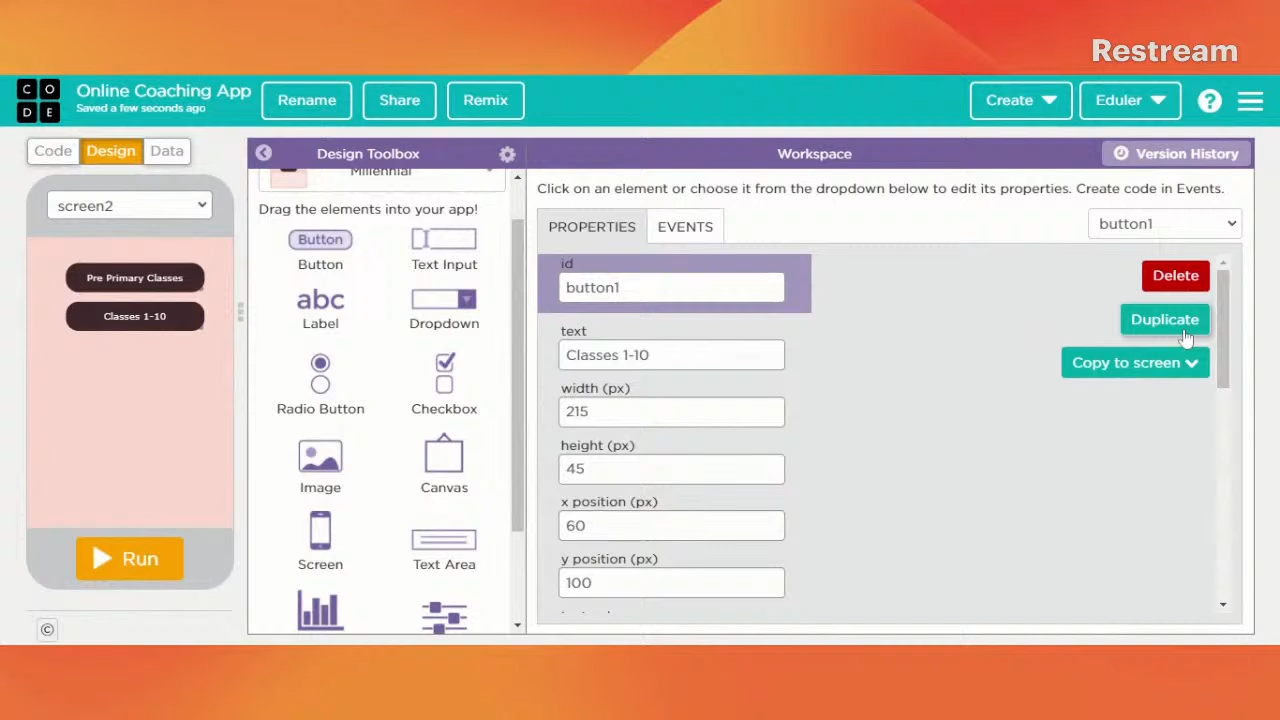 Restream
CODE
Online Coaching App
Saved a few seconds ago
Rename
Share
Remix
Create
Eduler
?
Code
Design
Data
Design Toolbox
Workspace
Version History
screen2
Pre Primary Classes
Classes 1-10
Run
©
Millennial
Drag the elements into your app!
Button
Button
Text Input
abc
Label
Dropdown
Radio Button
Checkbox
Image
Canvas
Screen
Text Area
Click on an element or choose it from the dropdown below to edit its properties. Create code in Events.
PROPERTIES
EVENTS
button1
id
button1
text
Classes 1-10
width (px)
215
height (px)
45
x position (px)
60
y position (px)
100
Delete
Duplicate
Copy to screen